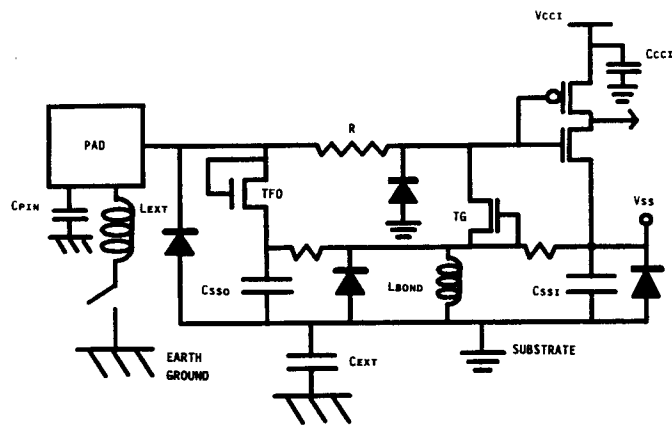 VCCI
CCCI
PAD
R
CPIN
LEXT
TFO
TG
VSS
CSSO
LBOND
CSSI
EARTH
GROUND
CEXT
SUBSTRATE